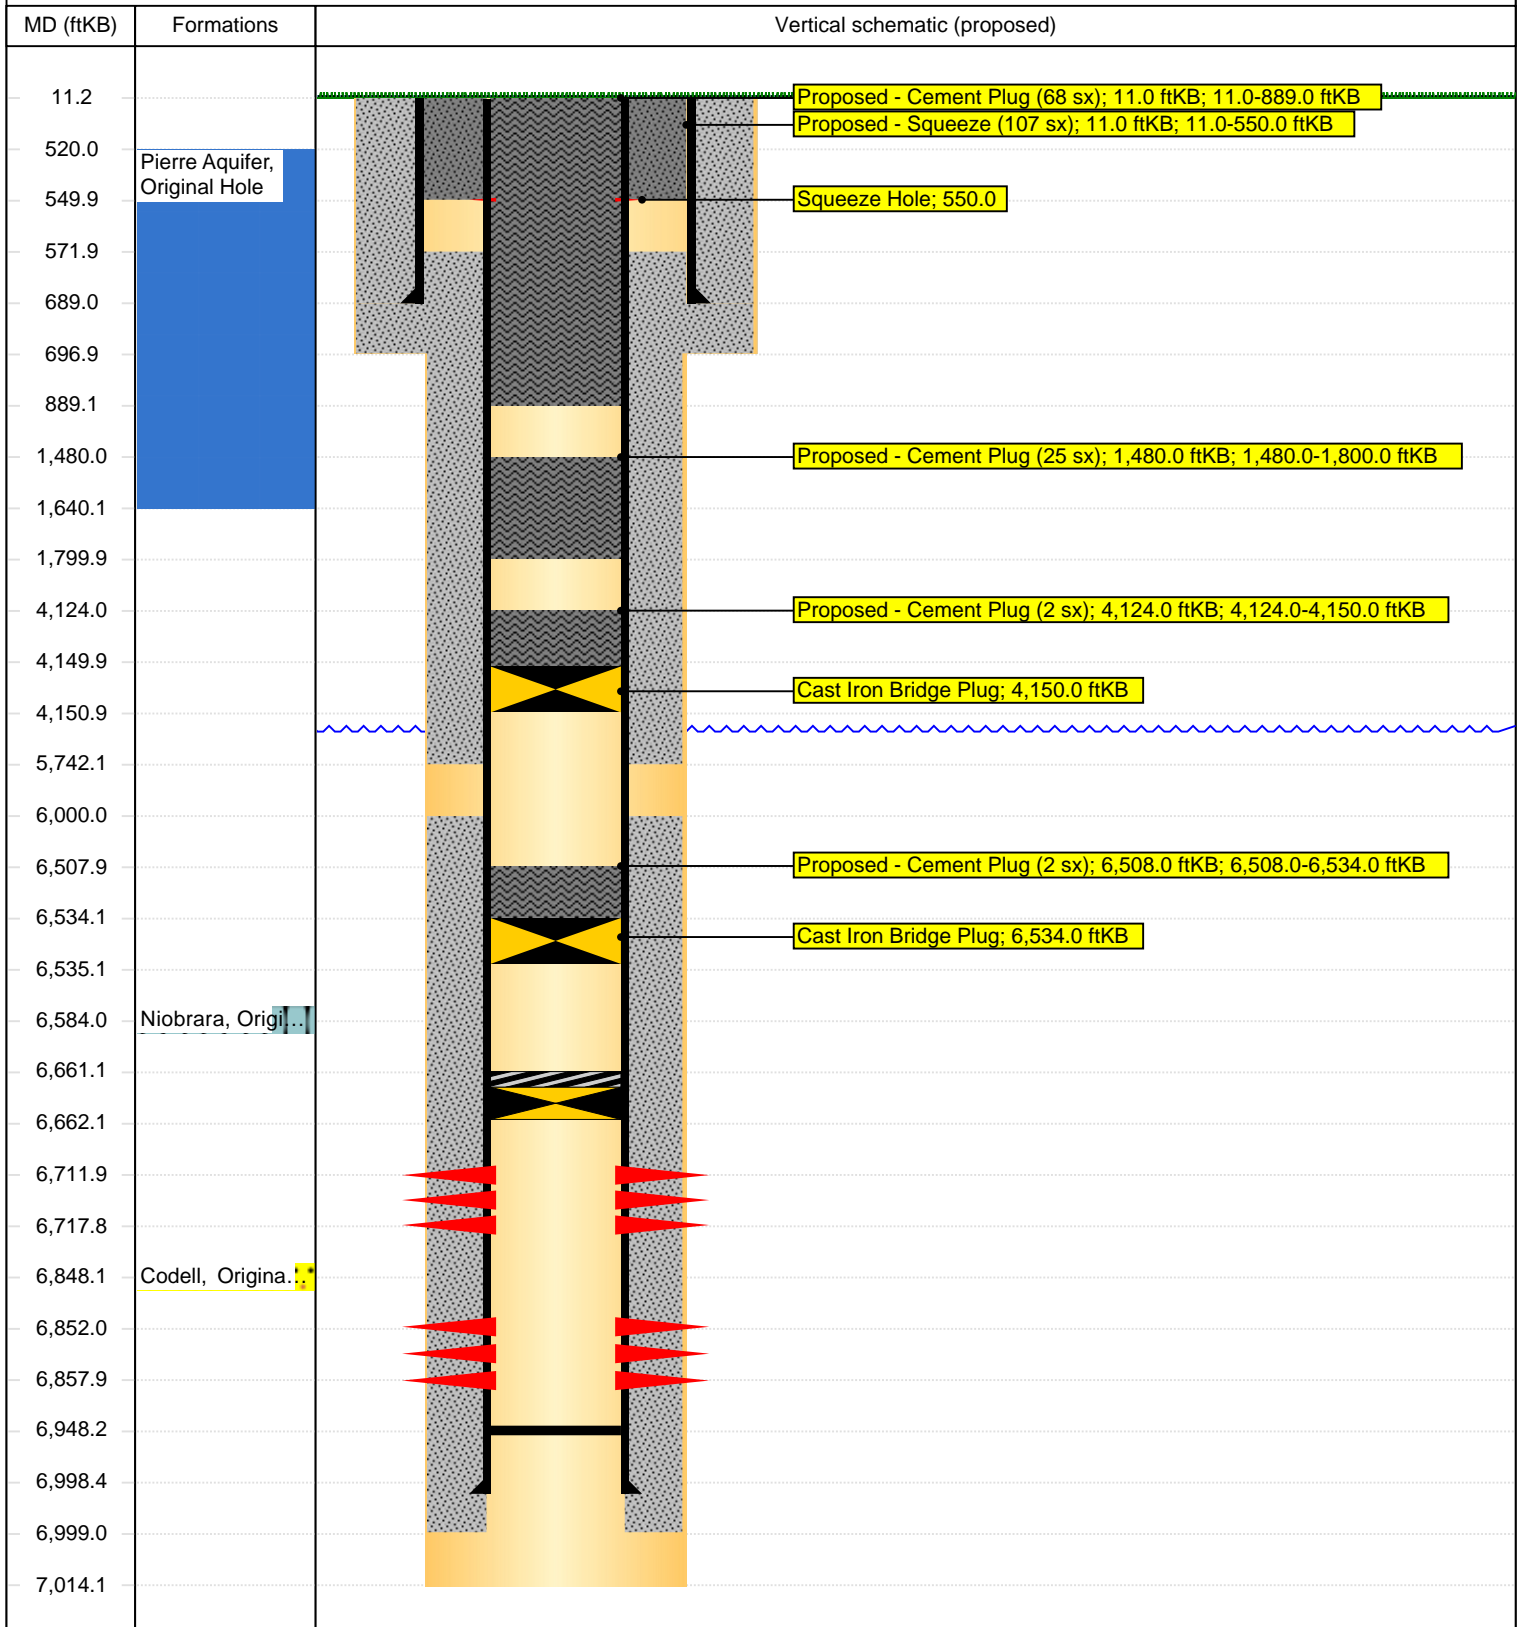 MD (ftKB) Formations Vertical schematic (proposed)
11.2
Proposed - Cement Plug (68 sx); 11.0 ftKB; 11.0-889.0 ftKB
Proposed - Squeeze (107 sx); 11.0 ftKB; 11.0-550.0 ftKB
520.0
Pierre Aquifer,
Original Hole
549.9
Squeeze Hole; 550.0
571.9
689.0
696.9
889.1
1,480.0
Proposed - Cement Plug (25 sx); 1,480.0 ftKB; 1,480.0-1,800.0 ftKB
1,640.1
1,799.9
4,124.0
Proposed - Cement Plug (2 sx); 4,124.0 ftKB; 4,124.0-4,150.0 ftKB
4,149.9
Cast Iron Bridge Plug; 4,150.0 ftKB
4,150.9
5,742.1
6,000.0
6,507.9
Proposed - Cement Plug (2 sx); 6,508.0 ftKB; 6,508.0-6,534.0 ftKB
6,534.1
Cast Iron Bridge Plug; 6,534.0 ftKB
6,535.1
6,584.0
Niobrara, Origi...
6,661.1
6,662.1
6,711.9
6,717.8
6,848.1
Codell, Origina...
6,852.0
6,857.9
6,948.2
6,998.4
6,999.0
7,014.1